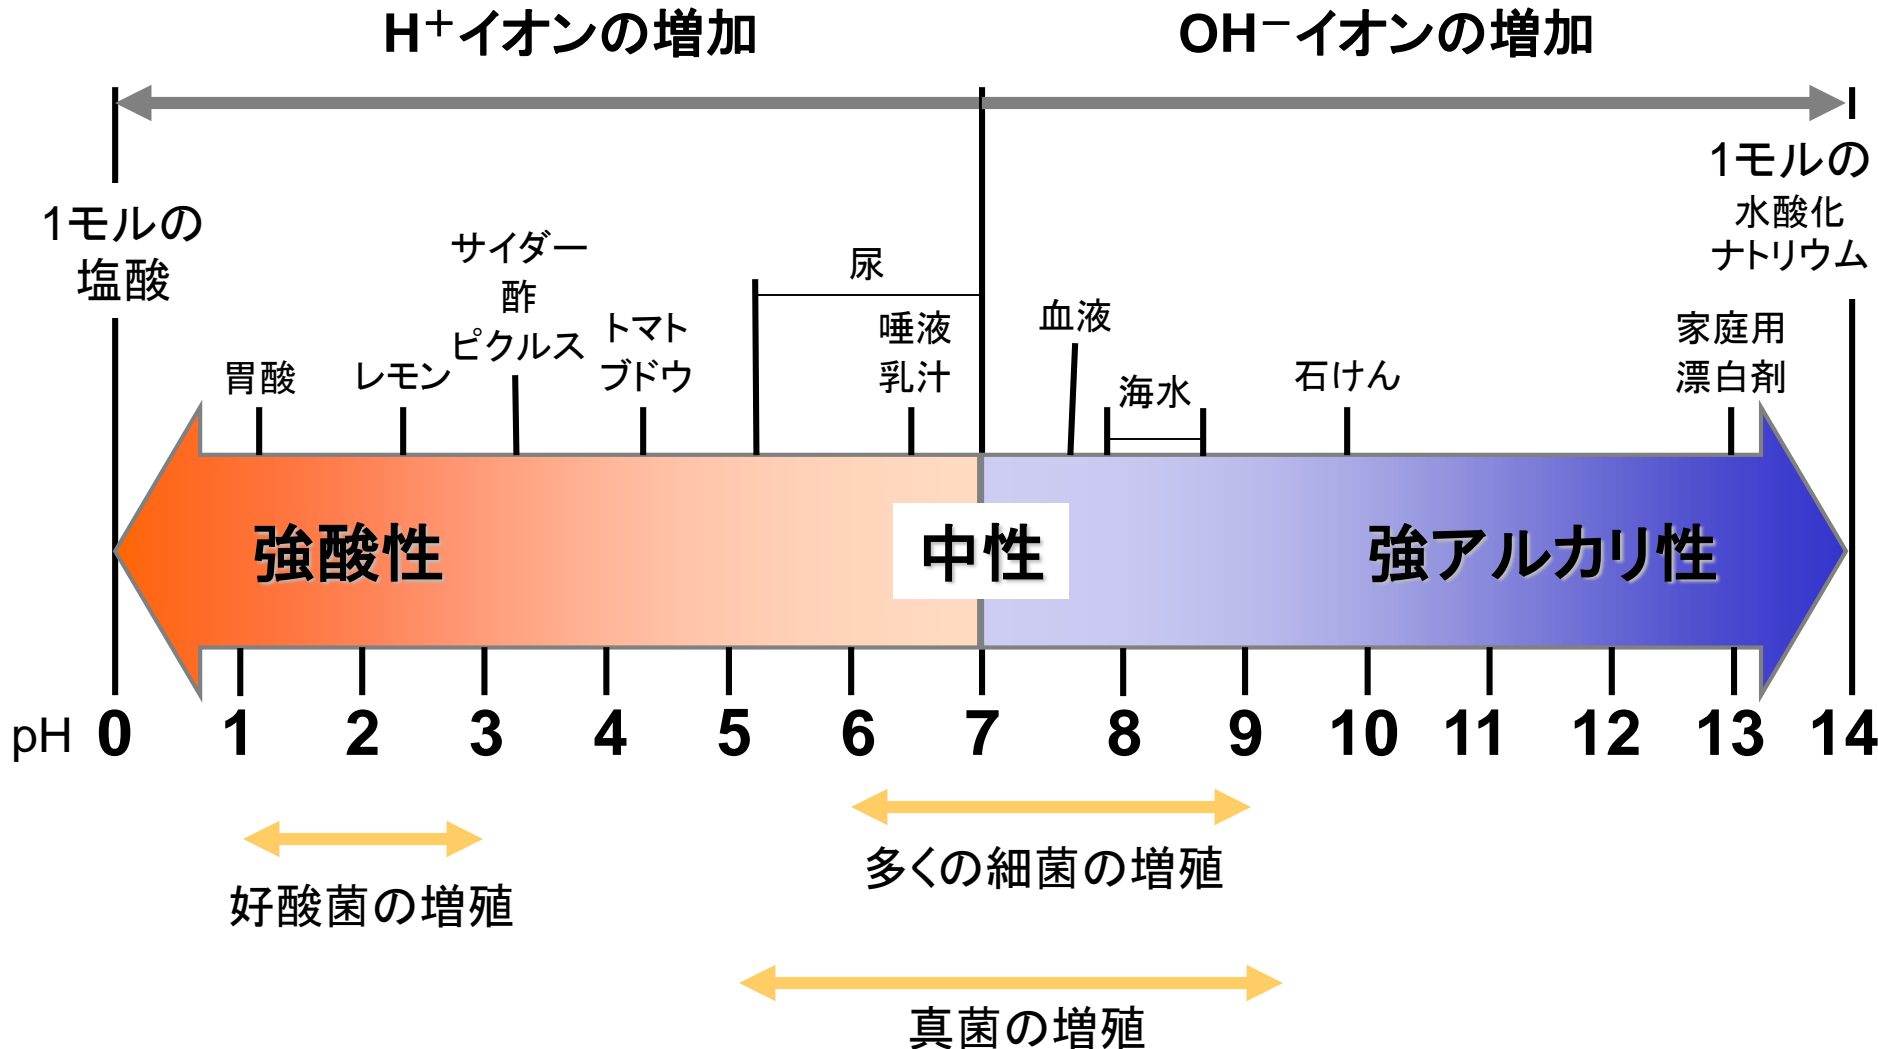 H⁺イオンの増加
OH⁻イオンの増加
1モルの
塩酸
1モルの
水酸化
ナトリウム
胃酸
レモン
サイダー
酢
ピクルス
トマト
ブドウ
尿
唾液
乳汁
血液
海水
石けん
家庭用
漂白剤
強酸性
中性
強アルカリ性
pH 0 1 2 3 4 5 6 7 8 9 10 11 12 13 14
好酸菌の増殖
多くの細菌の増殖
真菌の増殖